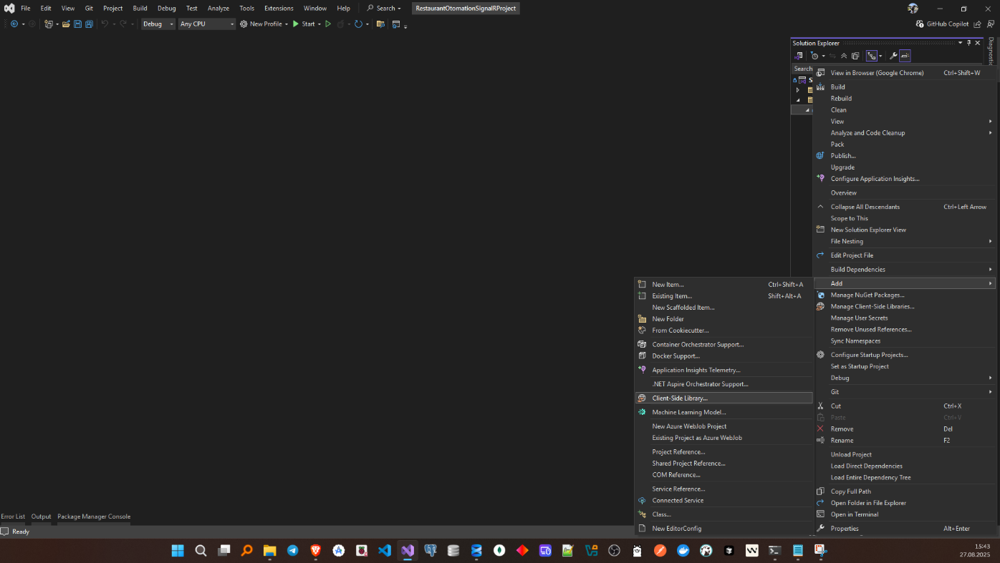 File Edit View Git Project Build Debug Test Analyze Tools Extensions Window Help Search RestaurantOtomationSignalRProject
Debug Any CPU New Profile Start GitHub Copilot
Solution Explorer
Diagnostic
Search
S
View in Browser (Google Chrome) Ctrl+Shift+W
Build
Rebuild
Clean
View
Analyze and Code Cleanup
Pack
Publish...
Upgrade
Configure Application Insights...
Overview
Collapse All Descendants Ctrl+Left Arrow
Scope to This
New Solution Explorer View
File Nesting
Edit Project File
Build Dependencies
Add
Manage NuGet Packages...
Manage Client-Side Libraries...
Manage User Secrets
Remove Unused References...
Sync Namespaces
Configure Startup Projects...
Set as Startup Project
Debug
Git
Cut Ctrl+X
Paste Ctrl+V
Remove Del
Rename F2
Unload Project
Load Direct Dependencies
Load Entire Dependency Tree
Copy Full Path
Open Folder in File Explorer
Open in Terminal
Properties Alt+Enter
New Item... Ctrl+Shift+A
Existing Item... Shift+Alt+A
New Scaffolded Item...
New Folder
From Cookiecutter...
Container Orchestrator Support...
Docker Support...
Application Insights Telemetry...
.NET Aspire Orchestrator Support...
Client-Side Library...
Machine Learning Model...
New Azure WebJob Project
Existing Project as Azure WebJob
Project Reference...
Shared Project Reference...
COM Reference...
Service Reference...
Connected Service
Class...
New EditorConfig
Error List Output Package Manager Console
Ready
15:43
27.08.2025